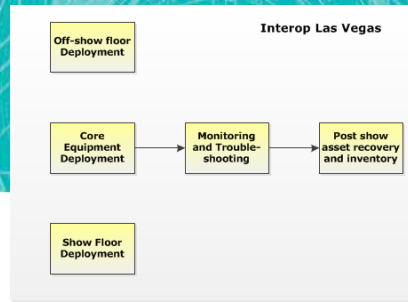 Interop Las Vegas
Off-show floor
Deployment
Core
Equipment
Deployment
Monitoring
and Trouble-
shooting
Post show
asset recovery
and inventory
Show Floor
Deployment